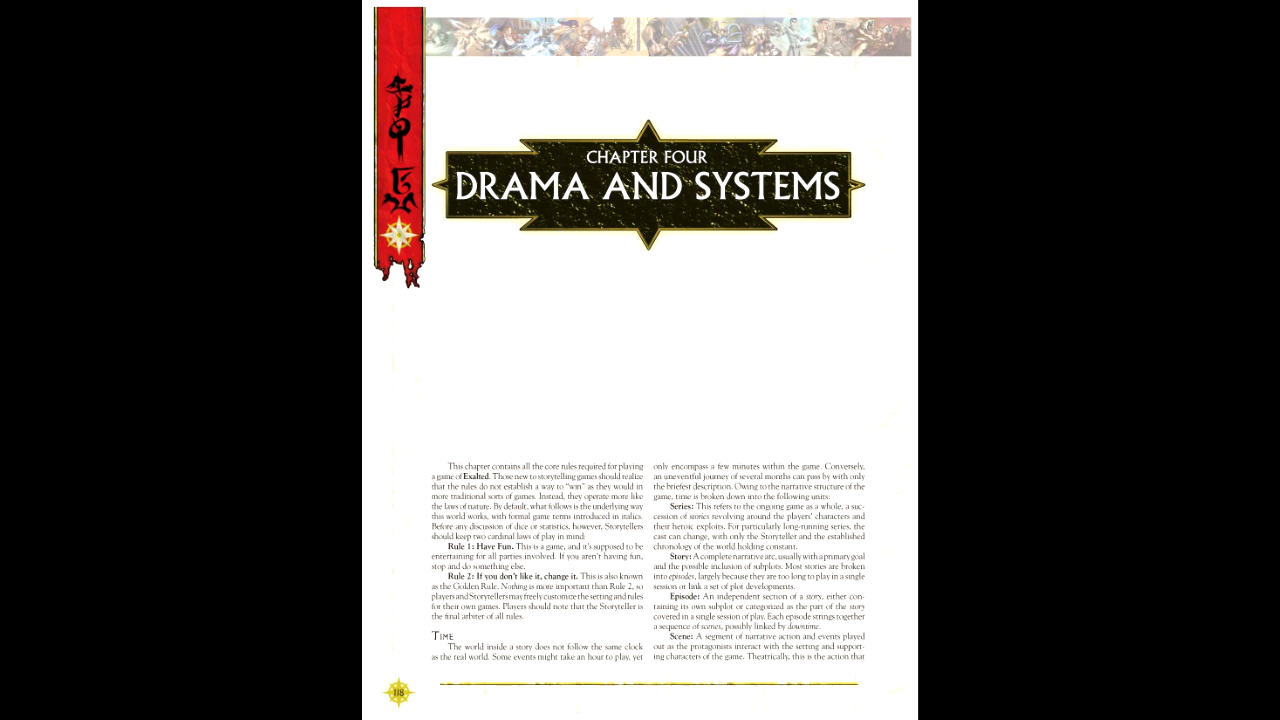 CHAPTER FOUR
DRAMA AND SYSTEMS
This chapter contains all the core rules required for playing
a game of Exalted. Those new to storytelling games should realize
that the rules do not establish a way to "win" as they would in
more traditional sorts of games. Instead, they operate more like
the laws of nature. By default, what follows is the underlying way
this world works, with formal game terms introduced in italics.
Before any discussion of dice or statistics, however, Storytellers
should keep two cardinal laws of play in mind:
Rule 1: Have Fun. This is a game, and it's supposed to be
entertaining for all parties involved. If you aren't having fun,
stop and do something else.
Rule 2: If you don't like it, change it. This is also known
as the Golden Rule. Nothing is more important than Rule 2, so
players and Storytellers may freely customize the setting and rules
for their own games. Players should note that the Storyteller is
the final arbiter of all rules.
TIME
The world inside a story does not follow the same clock
as the real world. Some events might take an hour to play, yet
only encompass a few minutes within the game. Conversely,
an uneventful journey of several months can pass by with only
the briefest description. Owing to the narrative structure of the
game, time is broken down into the following units:
Series: This refers to the ongoing game as a whole, a suc-
cession of stories revolving around the players' characters and
their heroic exploits. For particularly long-running series, the
cast can change, with only the Storyteller and the established
chronology of the world holding constant.
Story: A complete narrative arc, usually with a primary goal
and the possible inclusion of subplots. Most stories are broken
into episodes, largely because they are too long to play in a single
session or link a set of plot developments.
Episode: An independent section of a story, either con-
taining its own subplot or categorized as the part of the story
covered in a single session of play. Each episode strings together
a sequence of scenes, possibly linked by downtime.
Scene: A segment of narrative action and events played
out as the protagonists interact with the setting and support-
ing characters of the game. Theatrically, this is the action that
118